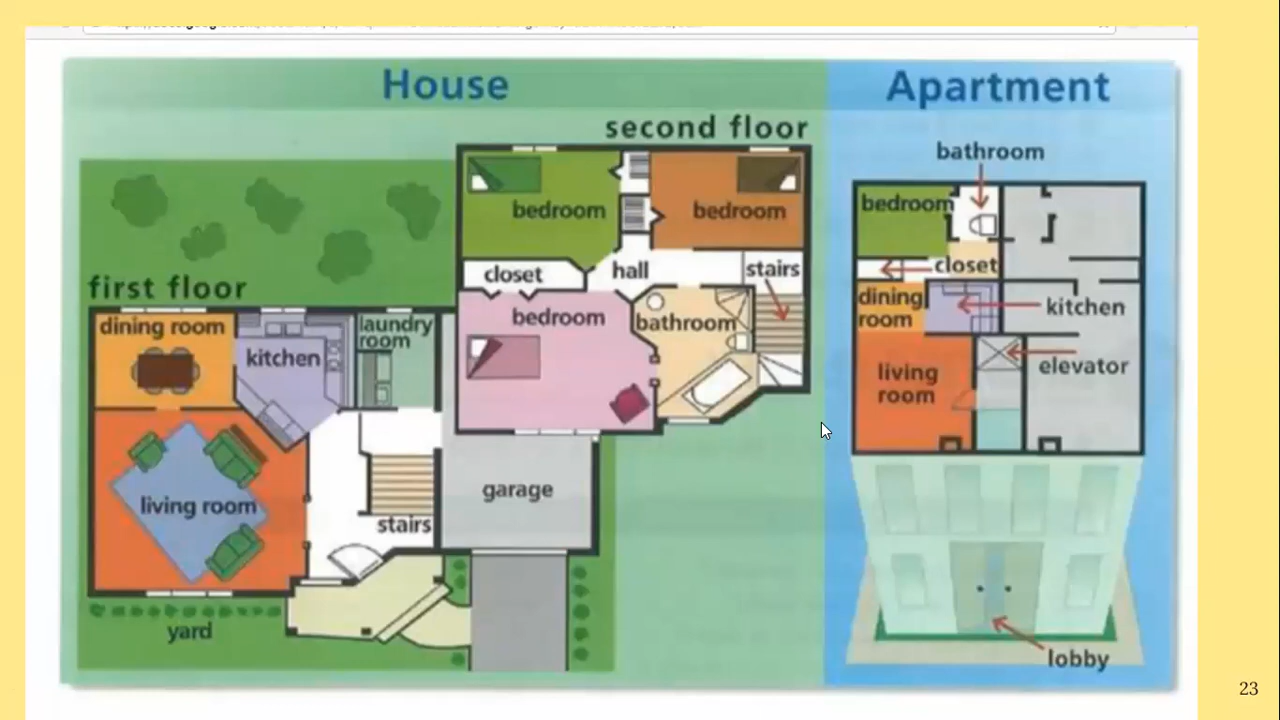 House
Apartment
second floor
bathroom
bedroom
bedroom
bedroom
closet
hall
stairs
closet
first floor
dining room
kitchen
laundry
room
bedroom
bathroom
dining
room
kitchen
living
room
elevator
living room
garage
stairs
yard
lobby
23